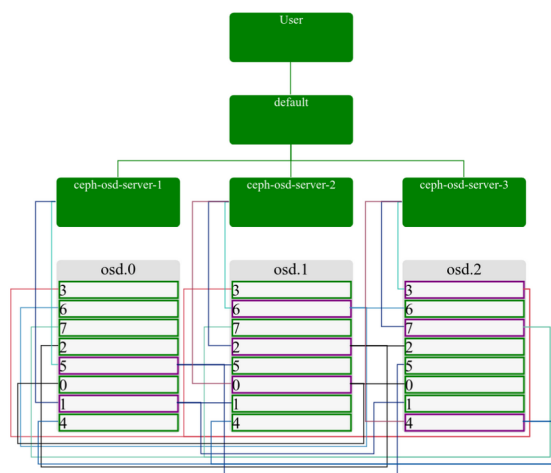 User
default
ceph-osd-server-1 ceph-osd-server-2 ceph-osd-server-3
osd.0 osd.1 osd.2
3 3 3
6 6 6
7 7 7
2 2 2
5 5 5
0 0 0
1 1 1
4 4 4